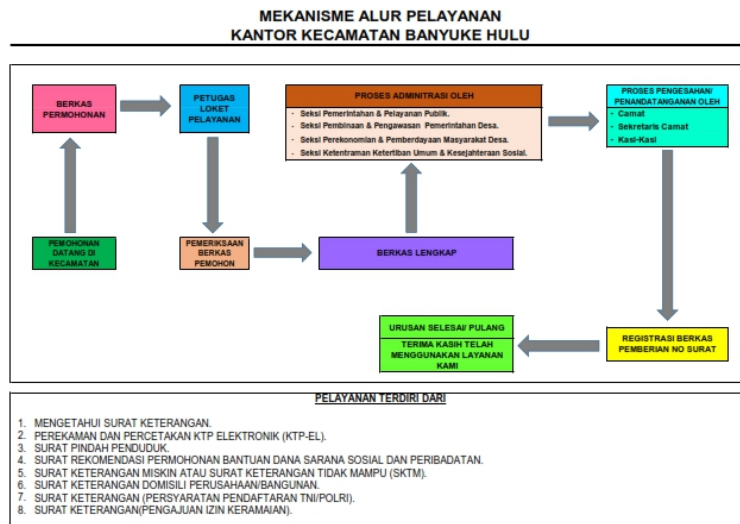 MEKANISME ALUR PELAYANAN
KANTOR KECAMATAN BANYUKE HULU
BERKAS
PERMOHONAN
PETUGAS
LOKET
PELAYANAN
PROSES ADMINITRASI OLEH
- Seksi Pemerintahan & Pelayanan Publik.
- Seksi Pembinaan & Pengawasan Pemerintahan Desa.
- Seksi Perekonomian & Pemberdayaan Masyarakat Desa.
- Seksi Ketentraman Ketertiban Umum & Kesejahteraan Sosial.
PROSES PENGESAHAN/
PENANDATANGANAN OLEH
- Camat
- Sekretaris Camat
- Kasi-Kasi
PEMOHONAN
DATANG DI
KECAMATAN
PEMERIKSAAN
BERKAS
PEMOHON
BERKAS LENGKAP
URUSAN SELESAI/ PULANG
TERIMA KASIH TELAH
MENGGUNAKAN LAYANAN
KAMI
REGISTRASI BERKAS
PEMBERIAN NO SURAT
PELAYANAN TERDIRI DARI
1. MENGETAHUI SURAT KETERANGAN.
2. PEREKAMAN DAN PERCETAKAN KTP ELEKTRONIK (KTP-EL).
3. SURAT PINDAH PENDUDUK.
4. SURAT REKOMENDASI PERMOHONAN BANTUAN DANA SARANA SOSIAL DAN PERIBADATAN.
5. SURAT KETERANGAN MISKIN ATAU SURAT KETERANGAN TIDAK MAMPU (SKTM).
6. SURAT KETERANGAN DOMISILI PERUSAHAAN/BANGUNAN.
7. SURAT KETERANGAN (PERSYARATAN PENDAFTARAN TNI/POLRI).
8. SURAT KETERANGAN(PENGAJUAN IZIN KERAMAIAN).